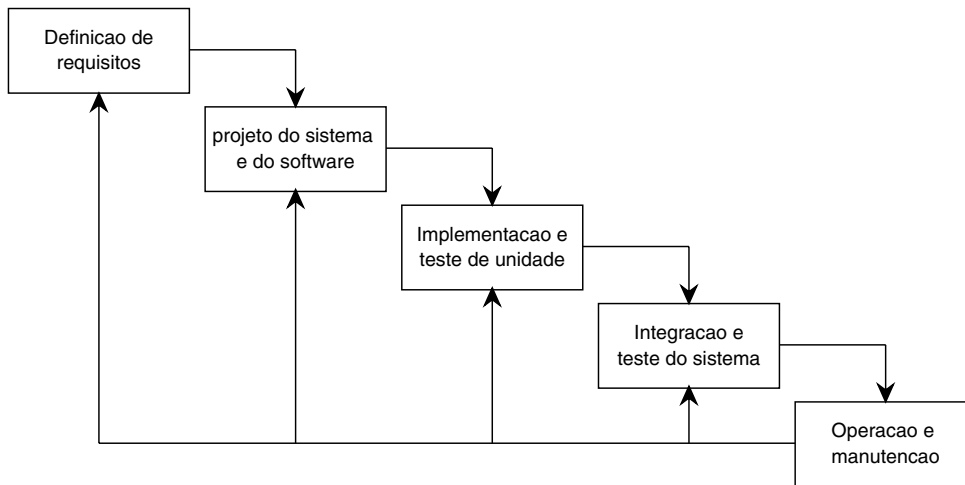 Definicao de
requisitos
projeto do sistema
e do software
Implementacao e
teste de unidade
Integracao e
teste do sistema
Operacao e
manutencao